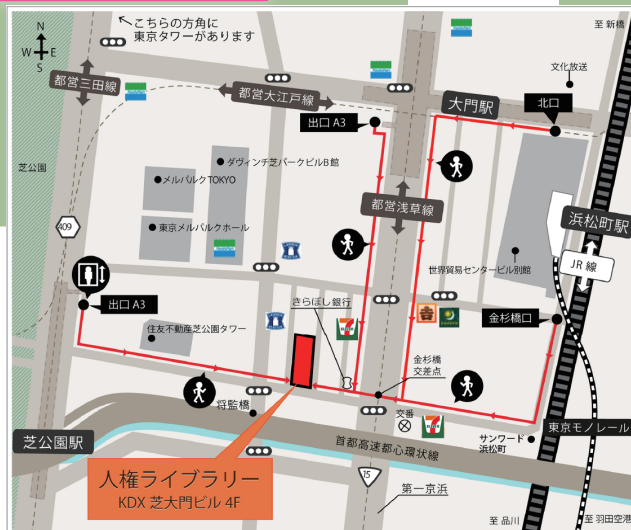 こちらの方角に
東京タワーがあります
N
W E
S
至 新橋
文化放送
都営三田線
都営大江戸線
大門駅
北口
出口 A3
ダヴィンチ芝パークビルB館
芝公園
メルパルクTOKYO
都営浅草線
409
東京メルパルクホール
浜松町駅
世界貿易センタービル別館
JR 線
出口 A3
きらぼし銀行
金杉橋口
住友不動産芝公園タワー
金杉橋
交差点
将監橋
交番
サンワード
浜松町
東京モノレール
芝公園駅
首都高速都心環状線
人権ライブラリー
KDX 芝大門ビル 4F
15
第一京浜
至 品川
至 羽田空港